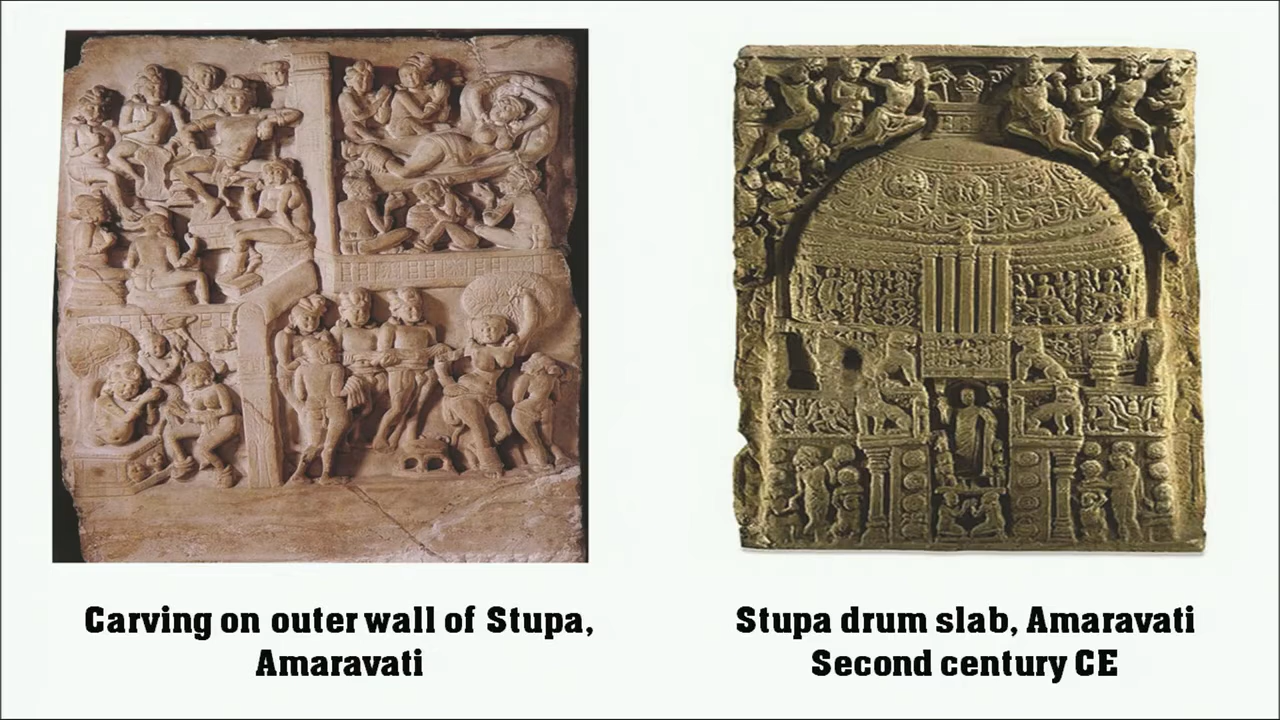 Carving on outer wall of Stupa,
Amaravati
Stupa drum slab, Amaravati
Second century CE